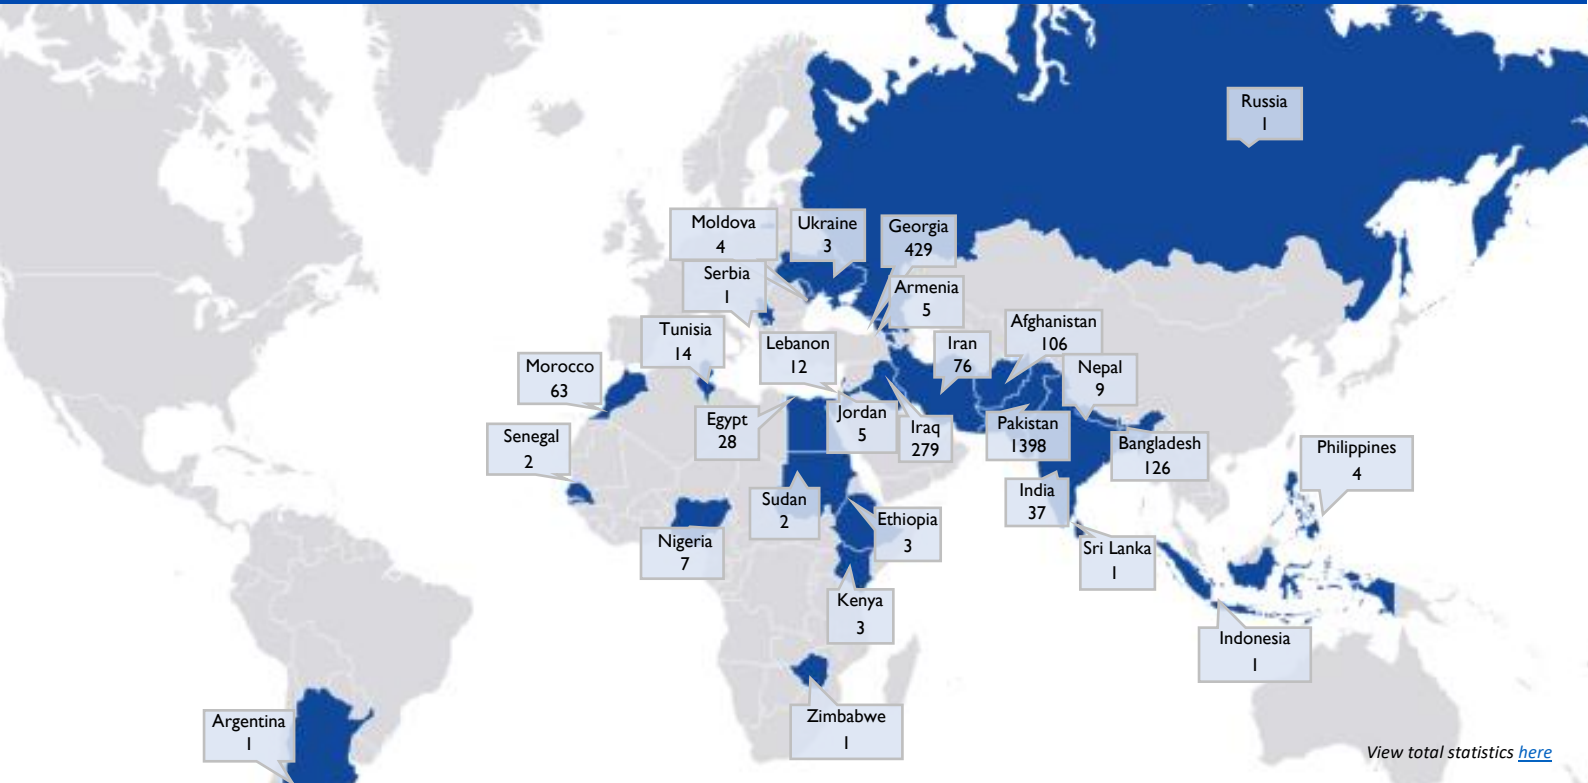 Russia
1
Moldova
4
Ukraine
3
Georgia
429
Serbia
1
Armenia
5
Tunisia
14
Lebanon
12
Iran
76
Afghanistan
106
Morocco
63
Nepal
9
Egypt
28
Jordan
5
Iraq
279
Pakistan
1398
Senegal
2
Bangladesh
126
Philippines
4
Sudan
2
India
37
Ethiopia
3
Nigeria
7
Sri Lanka
1
Kenya
3
Indonesia
1
Argentina
1
Zimbabwe
1
View total statistics here